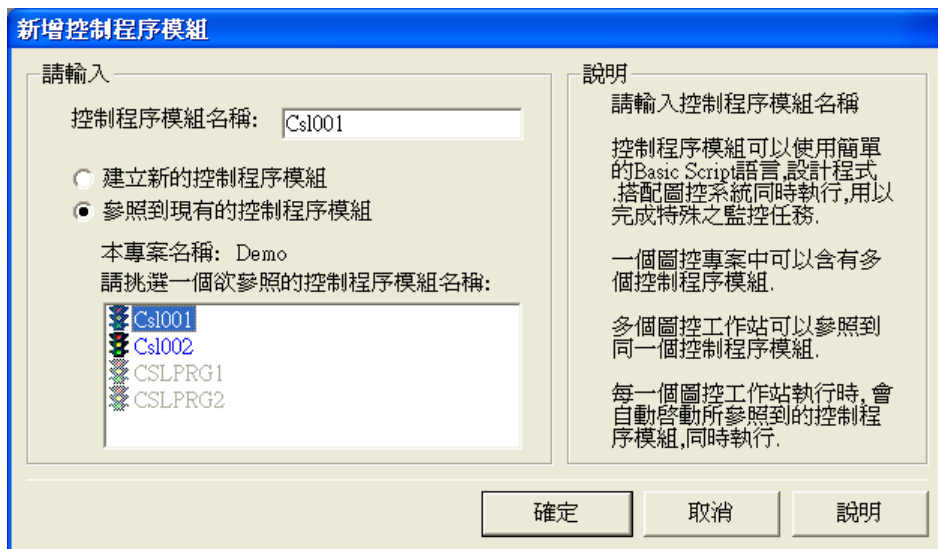 新增控制程序模組
請輸入
控制程序模組名稱: Csl001
建立新的控制程序模組
參照到現有的控制程序模組
本專案名稱: Demo
請挑選一個欲參照的控制程序模組名稱:
Csl001
Csl002
CSLPRG1
CSLPRG2
說明
請輸入控制程序模組名稱
控制程序模組可以使用簡單
的Basic Script語言,設計程式
.搭配圖控系統同時執行,用以
完成特殊之監控任務.
一個圖控專案中可以含有多
個控制程序模組.
多個圖控工作站可以參照到
同一個控制程序模組.
每一個圖控工作站執行時, 會
自動啓動所參照到的控制程
序模組,同時執行.
確定
取消
說明